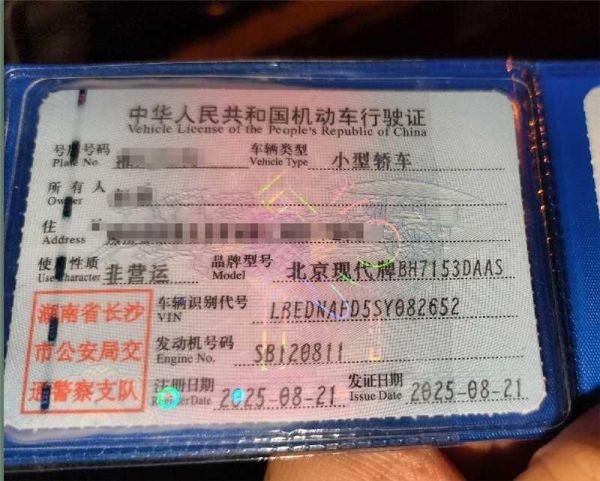 中华人民共和国机动车行驶证
Vehicle License of the People's Republic of China
号牌号码 车辆类型 小型轿车
Plate No. 湘 Vehicle Type
所有人
Owner
住
Address
使用性质 非营运 品牌型号 北京现代牌BH7153DAAS
Use Character Model
湖南省长沙
市公安局交
通警察支队
车辆识别代号 LBEDNAFD5SY082652
VIN
发动机号码 SB120811
Engine No.
注册日期 2025-08-21 发证日期 2025-08-21
Register Date Issue Date